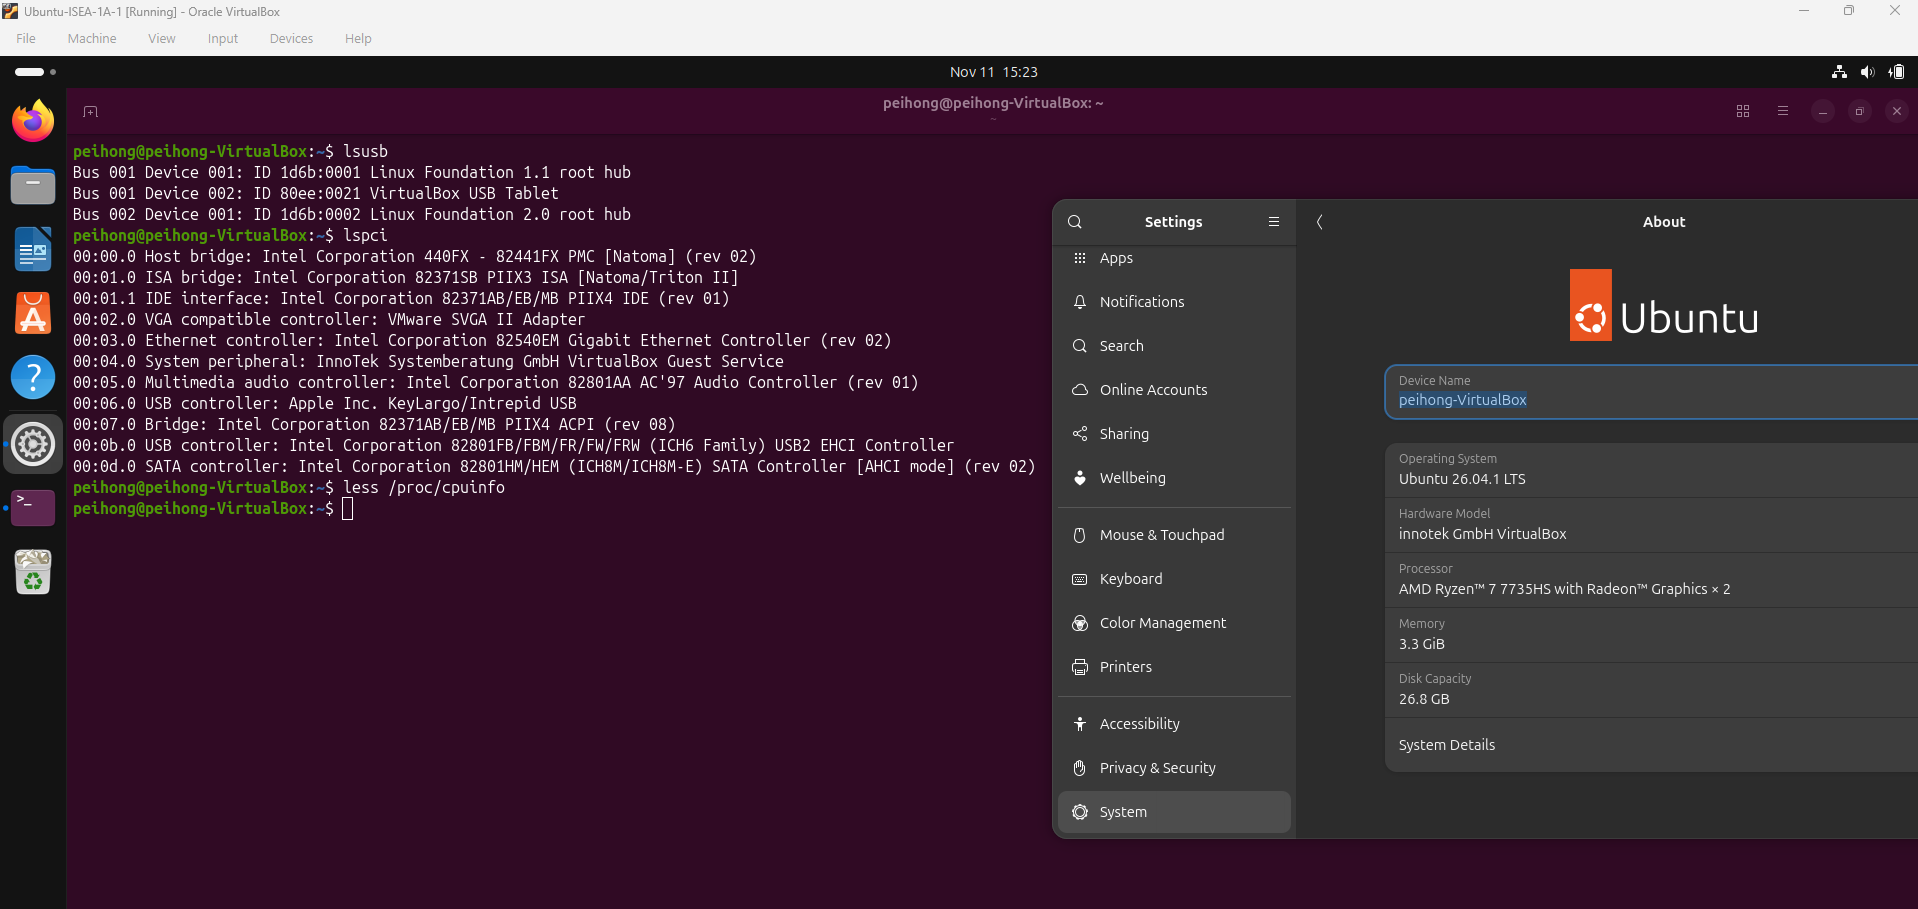 Ubuntu-ISEA-1A-1 [Running] - Oracle VirtualBox
File Machine View Input Devices Help
Nov 11 15:23
peihong@peihong-VirtualBox: ~
~
peihong@peihong-VirtualBox:~$ lsusb
Bus 001 Device 001: ID 1d6b:0001 Linux Foundation 1.1 root hub
Bus 001 Device 002: ID 80ee:0021 VirtualBox USB Tablet
Bus 002 Device 001: ID 1d6b:0002 Linux Foundation 2.0 root hub
peihong@peihong-VirtualBox:~$ lspci
00:00.0 Host bridge: Intel Corporation 440FX - 82441FX PMC [Natoma] (rev 02)
00:01.0 ISA bridge: Intel Corporation 82371SB PIIX3 ISA [Natoma/Triton II]
00:01.1 IDE interface: Intel Corporation 82371AB/EB/MB PIIX4 IDE (rev 01)
00:02.0 VGA compatible controller: VMware SVGA II Adapter
00:03.0 Ethernet controller: Intel Corporation 82540EM Gigabit Ethernet Controller (rev 02)
00:04.0 System peripheral: InnoTek Systemberatung GmbH VirtualBox Guest Service
00:05.0 Multimedia audio controller: Intel Corporation 82801AA AC'97 Audio Controller (rev 01)
00:06.0 USB controller: Apple Inc. KeyLargo/Intrepid USB
00:07.0 Bridge: Intel Corporation 82371AB/EB/MB PIIX4 ACPI (rev 08)
00:0b.0 USB controller: Intel Corporation 82801FB/FBM/FR/FW/FRW (ICH6 Family) USB2 EHCI Controller
00:0d.0 SATA controller: Intel Corporation 82801HM/HEM (ICH8M/ICH8M-E) SATA Controller [AHCI mode] (rev 02)
peihong@peihong-VirtualBox:~$ less /proc/cpuinfo
peihong@peihong-VirtualBox:~$
Settings
Apps
Notifications
Search
Online Accounts
Sharing
Wellbeing
Mouse & Touchpad
Keyboard
Color Management
Printers
Accessibility
Privacy & Security
System
About
Ubuntu
Device Name
peihong-VirtualBox
Operating System
Ubuntu 26.04.1 LTS
Hardware Model
innotek GmbH VirtualBox
Processor
AMD Ryzen™ 7 7735HS with Radeon™ Graphics × 2
Memory
3.3 GiB
Disk Capacity
26.8 GB
System Details